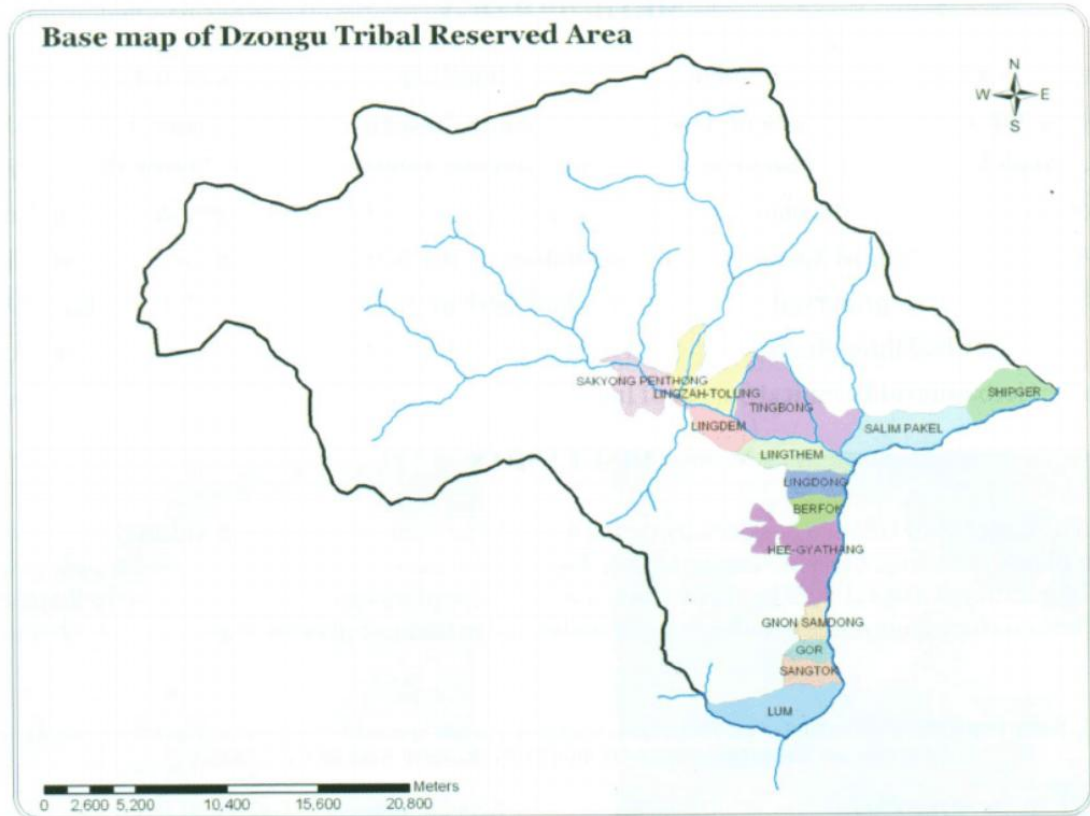 Base map of Dzongu Tribal Reserved Area
N
W E
S
SAKYONG PENTHONG
LINGZAH-TOLUNG
SHIPGER
TINGBONG
LINGDEM
SALIM PAKEL
LINGTHEM
LINGDONG
BERFOK
HEE-GYATHANG
GNON SAMDONG
GOR
SANGTOK
LUM
Meters
0 2,600 5,200 10,400 15,600 20,800